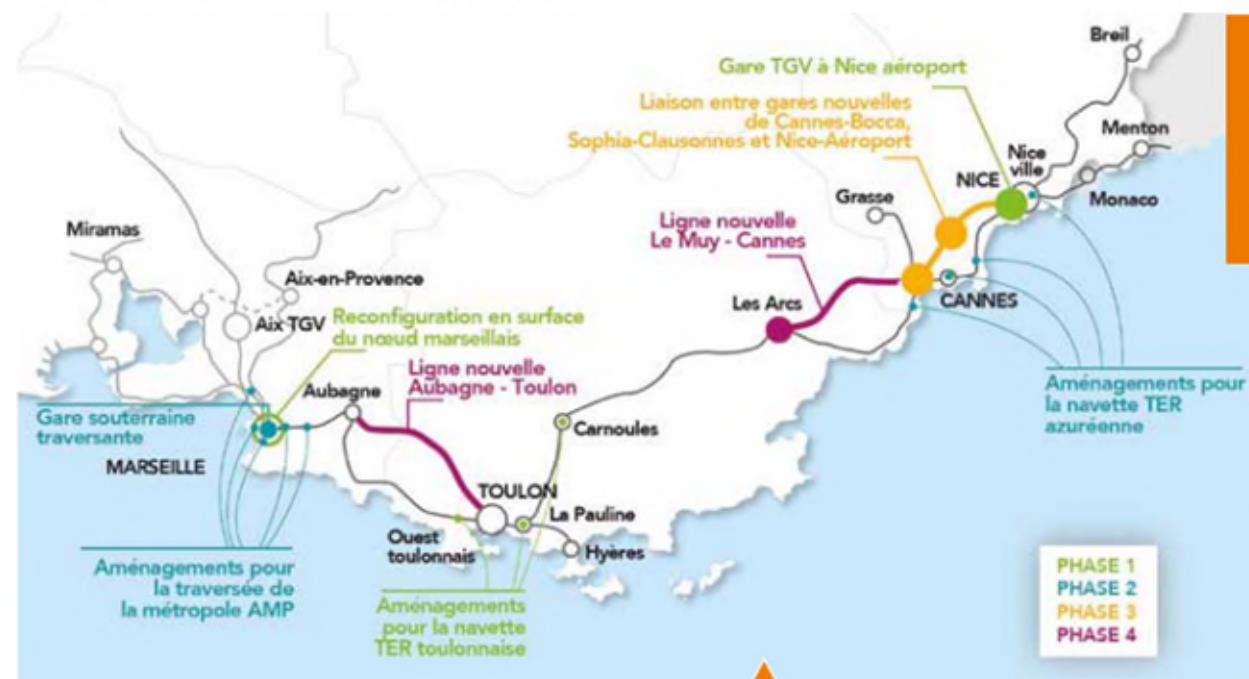 Breil
Gare TGV à Nice aéroport
Liaison entre gares nouvelles
de Cannes-Bocca,
Sophia-Clausonnes et Nice-Aéroport
Menton
Nice
ville
NICE
Monaco
Grasse
Ligne nouvelle
Le Muy - Cannes
Miramas
Aix-en-Provence
CANNES
Les Arcs
Aix TGV
Reconfiguration en surface
du nœud marseillais
Ligne nouvelle
Aubagne - Toulon
Aubagne
Aménagements pour
la navette TER
azuréenne
Gare souterraine
traversante
Carnoules
MARSEILLE
TOULON
La Pauline
Ouest
toulonnais
Hyères
Aménagements pour
la traversée de
la métropole AMP
Aménagements
pour la navette
TER toulonnaise
PHASE 1
PHASE 2
PHASE 3
PHASE 4